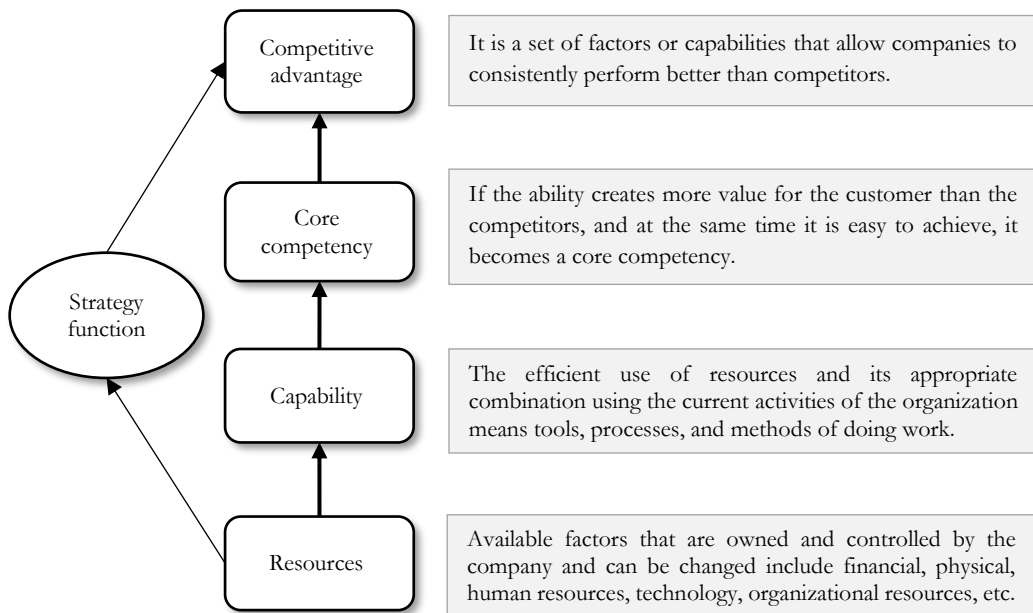 Competitive
advantage
It is a set of factors or capabilities that allow companies to
consistently perform better than competitors.
Core
competency
If the ability creates more value for the customer than the
competitors, and at the same time it is easy to achieve, it
becomes a core competency.
Strategy
function
Capability
The efficient use of resources and its appropriate
combination using the current activities of the organization
means tools, processes, and methods of doing work.
Resources
Available factors that are owned and controlled by the
company and can be changed include financial, physical,
human resources, technology, organizational resources, etc.